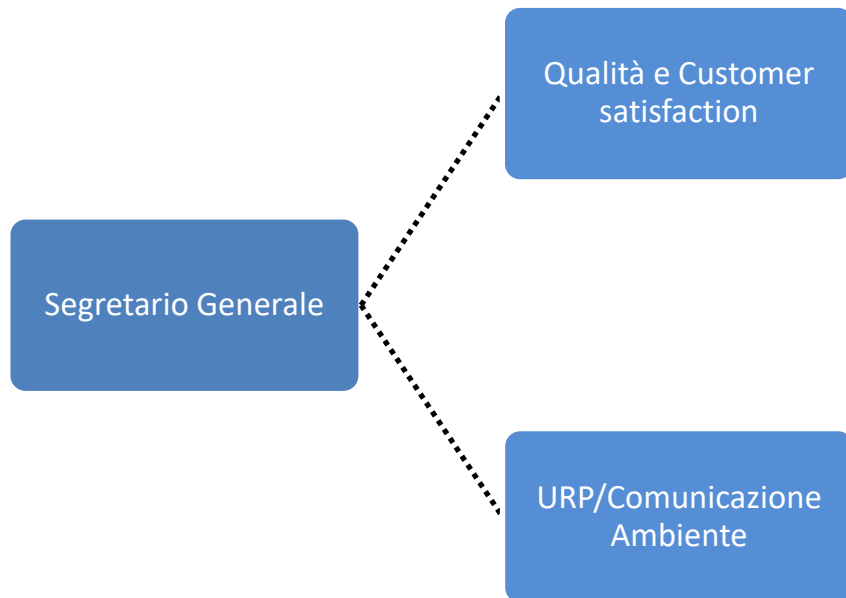 Qualità e Customer
satisfaction
Segretario Generale
URP/Comunicazione
Ambiente